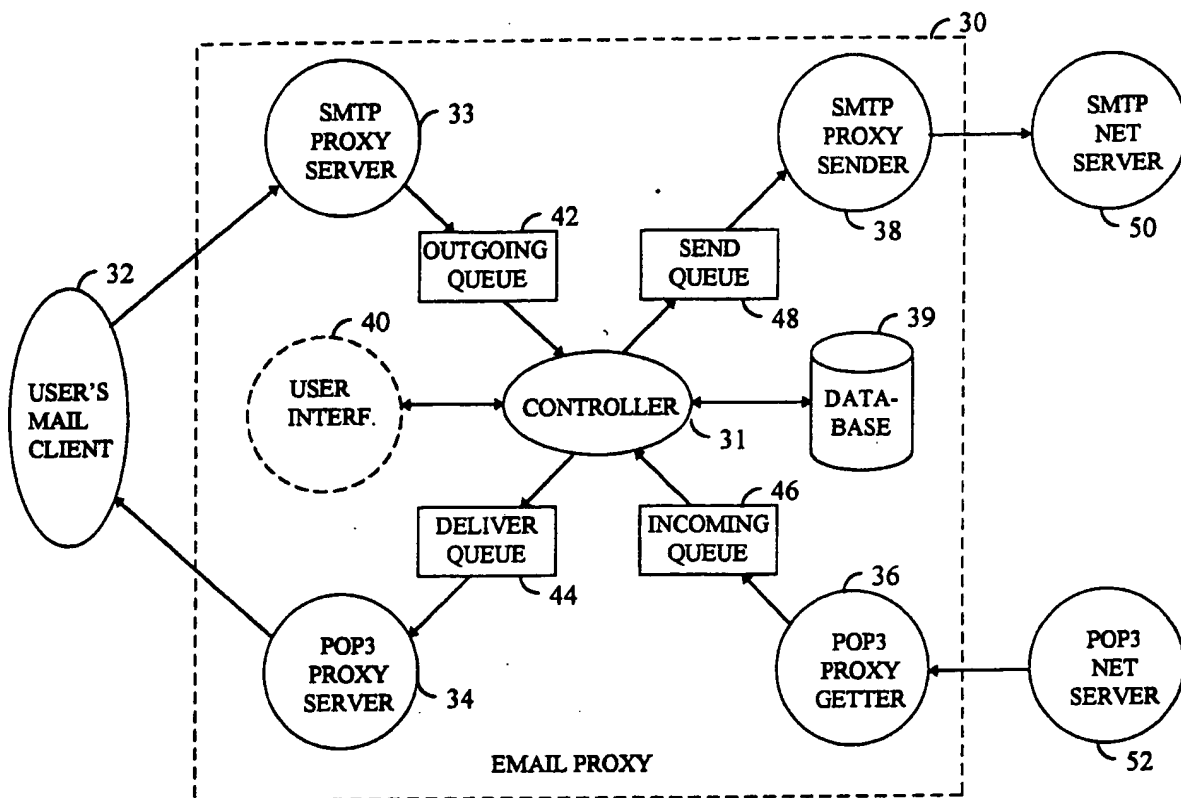 30
SMTP
PROXY
SERVER
33
SMTP
PROXY
SENDER
38
SMTP
NET
SERVER
50
42
OUTGOING
QUEUE
SEND
QUEUE
48
32
USER'S
MAIL
CLIENT
40
USER
INTERF.
CONTROLLER
31
39
DATA-
BASE
DELIVER
QUEUE
44
46
INCOMING
QUEUE
POP3
PROXY
SERVER
34
36
POP3
PROXY
GETTER
POP3
NET
SERVER
52
EMAIL PROXY